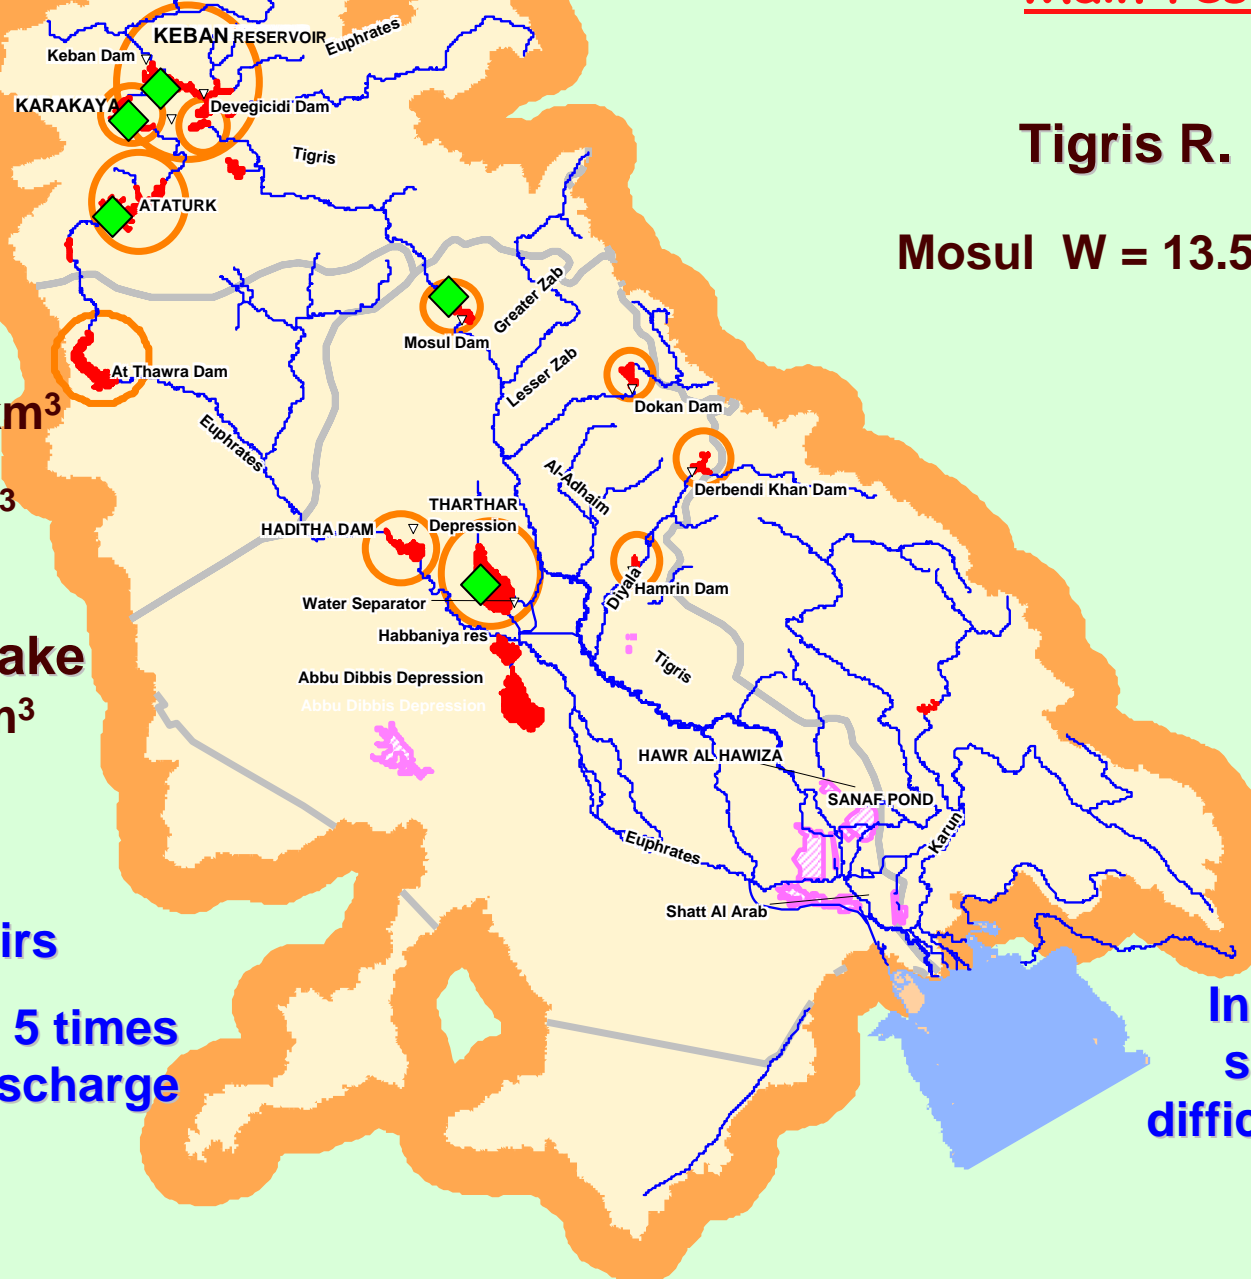 KEBAN RESERVOIR
Euphrates
Keban Dam
KARAKAYA
Devegicidi Dam
Tigris R.
Tigris
ATATURK
Mosul W = 13.5
Greater Zab
Mosul Dam
At Thawra Dam
Lesser Zab
km³
Dokan Dam
Euphrates
Al-Adhaim
Derbendi Khan Dam
3
THARTHAR
Depression
HADITHA DAM
Hamrin Dam
Diyala
Water Separator
Habbaniya res
ake
Tigris
Abbu Dibbis Depression
Abbu Dibbis Depression
m³
HAWR AL HAWIZA
SANAF POND
Karun
Euphrates
Shatt Al Arab
irs
5 times
scharge
In
s
diffic